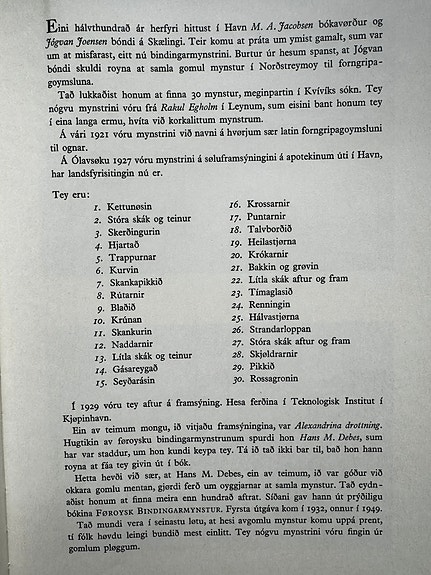 Eini hálvthundrað ár herfyri hittust í Havn M. A. Jacobsen bókavørður og
Jógvan Joensen bóndi á Skælingi. Teir komu at práta um ymist gamalt, sum var
um at misfarast, eitt nú bindingarmynstrini. Burtur úr hesum spanst, at Jógvan
bóndi skuldi royna at samla gomul mynstur í Norðstreymoy til forngripa-
goymsluna.
Tað lukkaðist honum at finna 30 mynstur, meginpartin í Kvívíks sókn. Tey
nógvu mynstrini vóru frá Rakul Egholm í Leynum, sum eisini bant honum tey
í eina langa ermu, hvíta við korkalittum mynstrum.
Á vári 1921 vóru mynstrini við navni á hvørjum sær latin forngripagoymsluni
til ognar.
Á Ólavsøku 1927 vóru mynstrini á søluframsýningini á apotekinum úti í Havn,
har landsfyrisitingin nú er.
Tey eru:
1. Kettunøsin
2. Stóra skák og teinur
3. Skerðingurin
4. Hjartað
5. Trappurnar
6. Kurvin
7. Skankapikkið
8. Rútarnir
9. Blaðið
10. Krúnan
11. Skankurin
12. Naddarnir
13. Lítla skák og teinur
14. Gásareygað
15. Seyðarásin
16. Krossarnir
17. Puntarnir
18. Talvborðið
19. Heilastjørna
20. Krókarnir
21. Bakkin og grøvin
22. Lítla skák aftur og fram
23. Tímaglasið
24. Renningin
25. Hálvastjørna
26. Strandarloppan
27. Stóra skák aftur og fram
28. Skjøldrarnir
29. Pikkið
30. Rossagronin
Í 1929 vóru tey aftur á framsýning. Hesa ferðina í Teknologisk Institut í
Kjøpinhavn.
Ein av teimum mongu, ið vitjaðu framsýningina, var Alexandrina drottning.
Hugtikin av føroysku bindingarmynstrunum spurdi hon Hans M. Debes, sum
har var staddur, um hon kundi keypa tey. Tá ið tað ikki bar til, bað hon hann
royna at fáa tey givin út í bók.
Hetta hevði við sær, at Hans M. Debes, ein av teimum, ið var góður við
okkara gomlu mentan, gjørdi ferð um oyggjarnar at samla mynstur. Tað eydn-
aðist honum at finna meira enn hundrað aftrat. Síðani gav hann út prýðiligu
bókina FØROYSK BINDINGARMYNSTUR. Fyrsta útgáva kom í 1932, onnur í 1949.
Tað mundi vera í seinastu løtu, at hesi avgomlu mynstur komu uppá prent,
tí fólk høvdu leingi bundið mest einlitt. Tey nógvu mynstrini vóru fingin úr
gomlum pløggum.